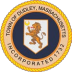 TOWN OF DUDLEY, MASSACHUSETTS
INCORPORATED 1732